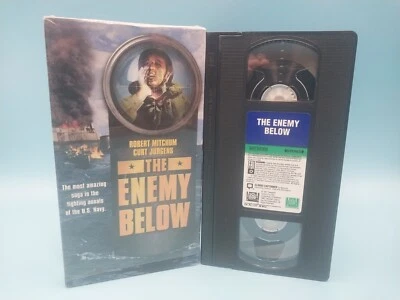 ROBERT MITCHUM
CURT JURGENS
THE
ENEMY
BELOW
The most amazing
saga in the
fighting annals
of the U.S. Navy.
THE ENEMY
BELOW
FOX